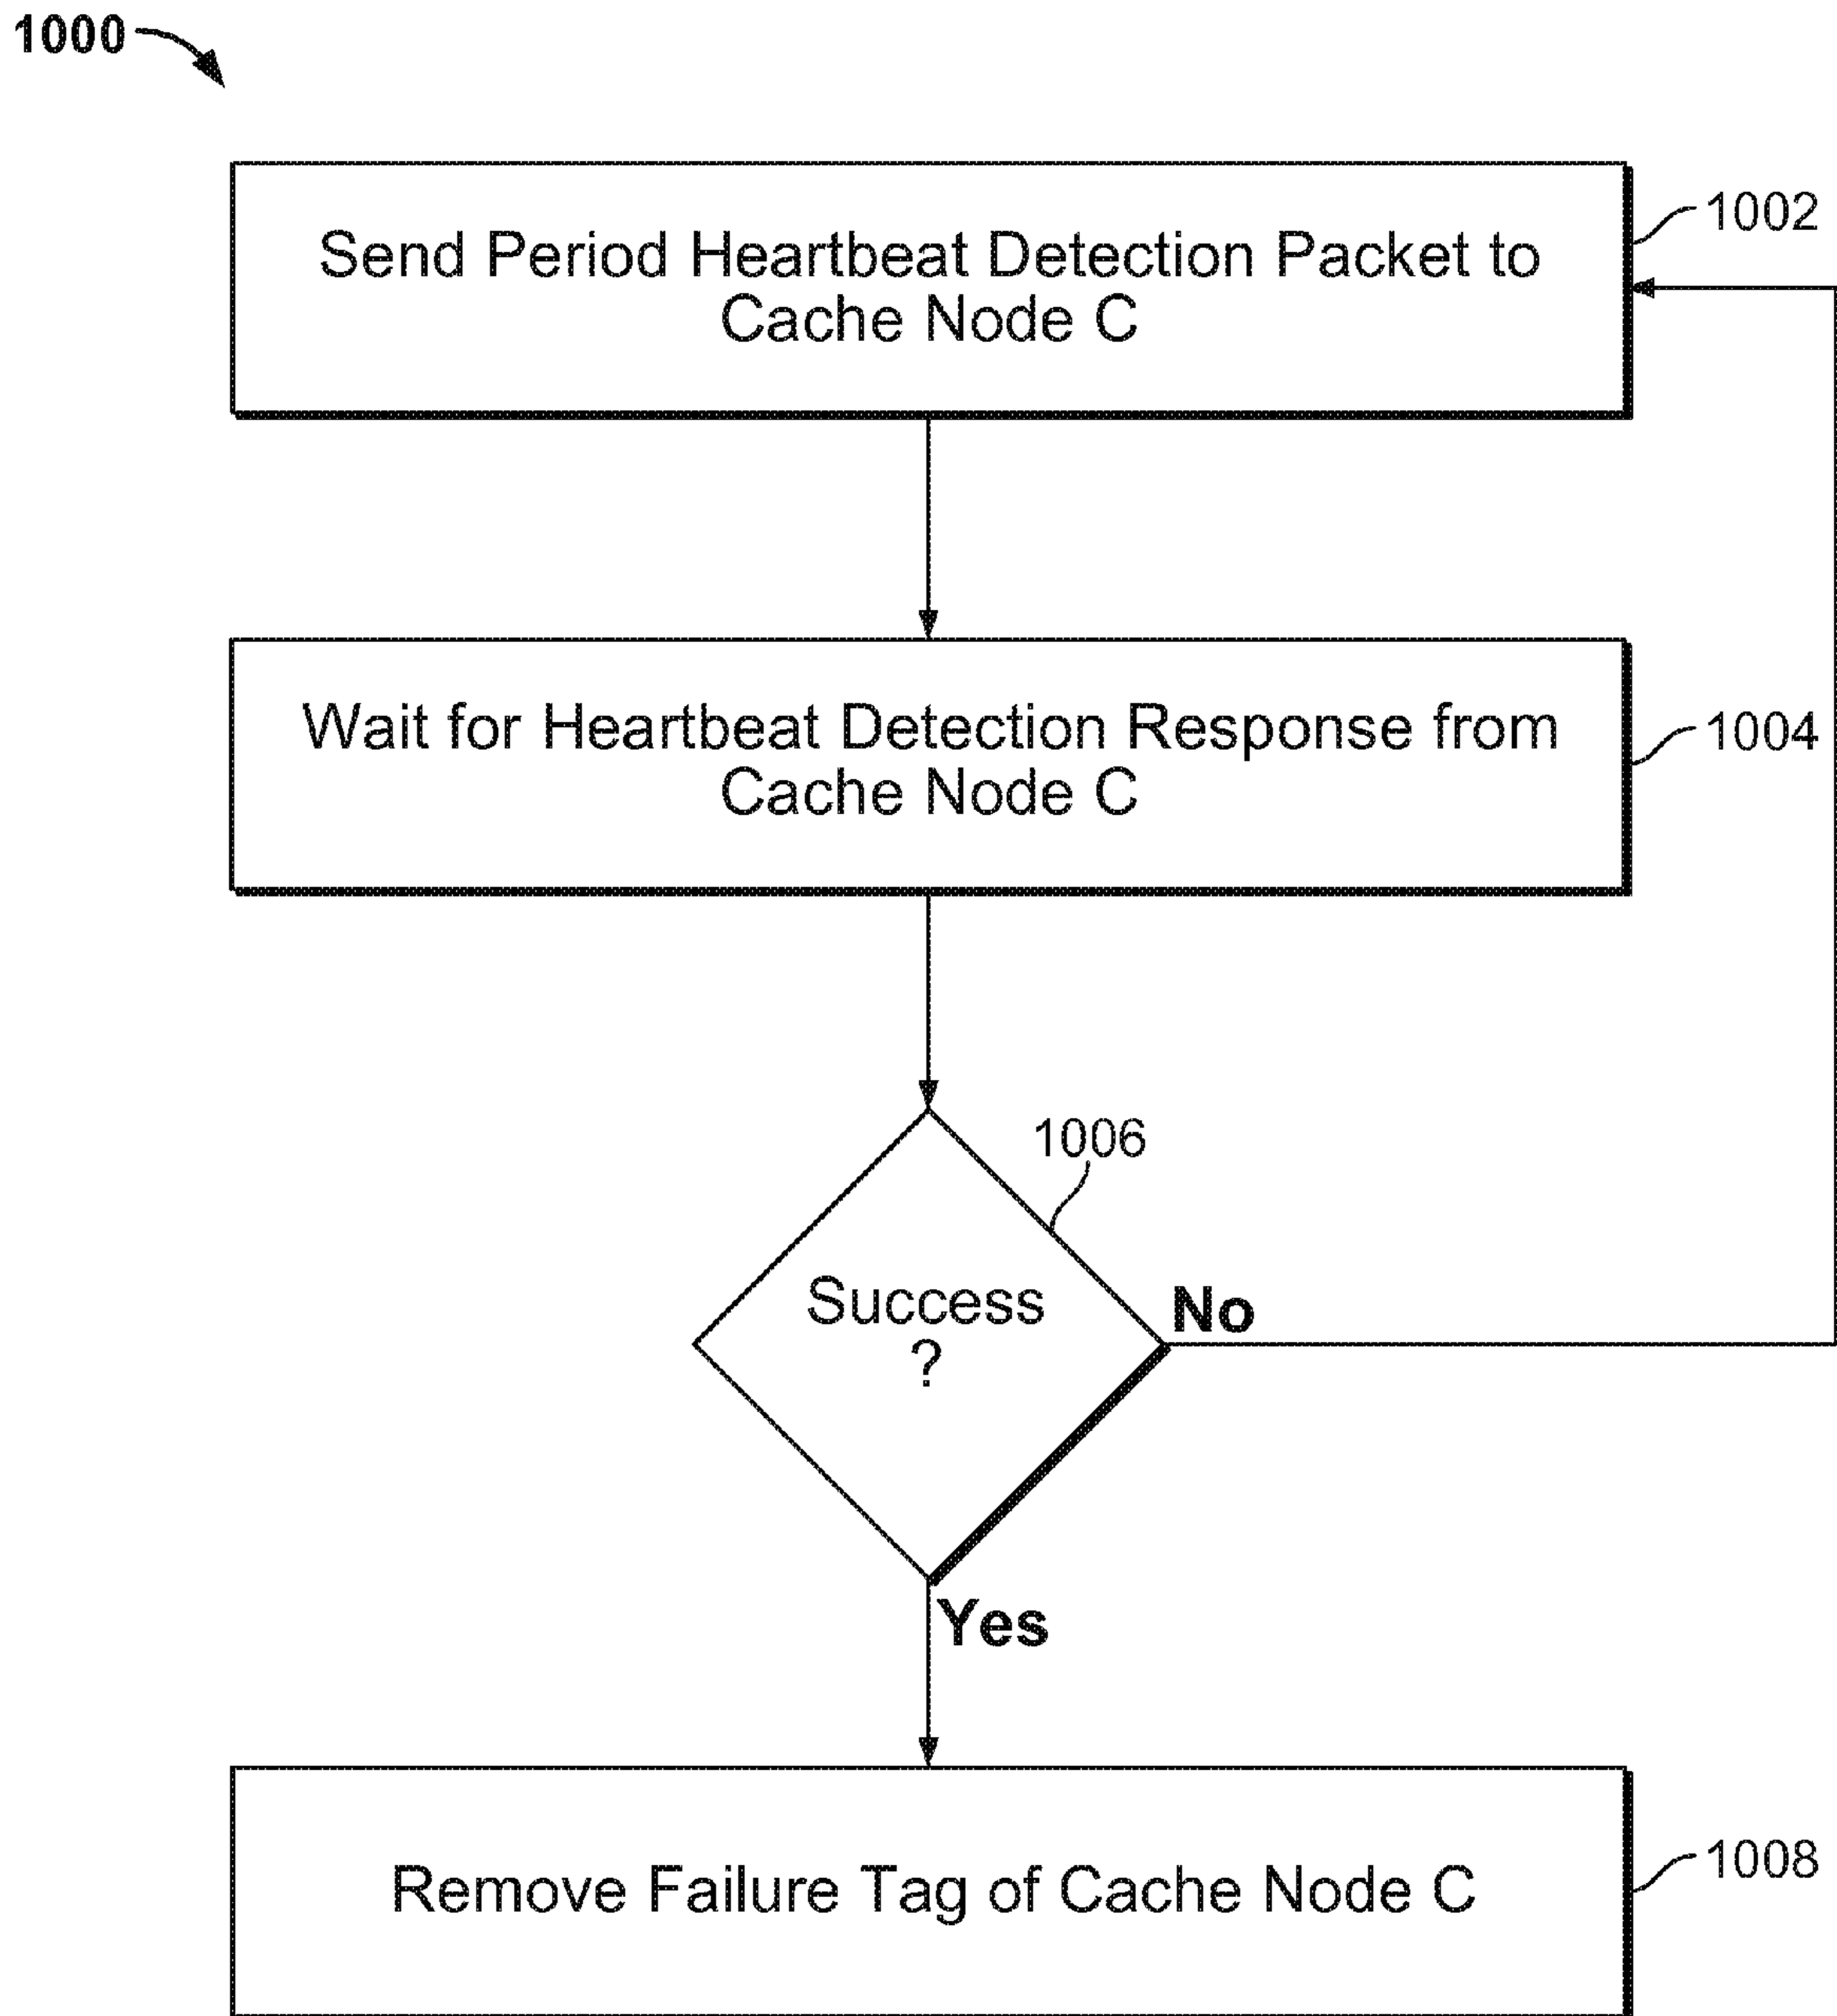 1000
Send Period Heartbeat Detection Packet to
Cache Node C
1002
Wait for Heartbeat Detection Response from
Cache Node C
1004
1006
Success
?
No
Yes
Remove Failure Tag of Cache Node C
1008